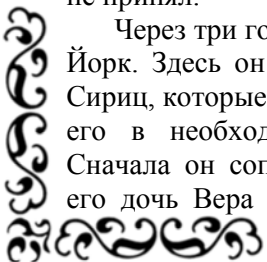 не принял.
Через три го
Йорк. Здесь он
Сириц, которые
его в необход
Сначала он соп
его дочь Вера